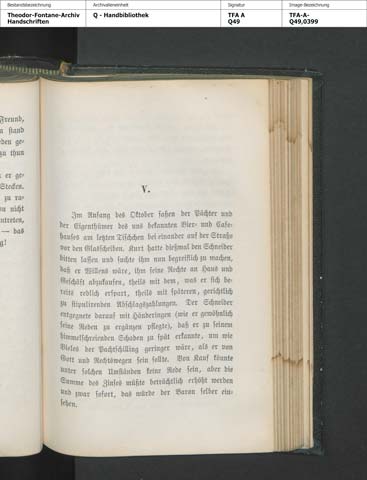 Bestandsbezeichnung
Theodor-Fontane-Archiv
Handschriften
Archivalieneinheit
Q - Handbibliothek
Signatur
TFA A
Q49
Image-Bezeichnung
TFA-A-
Q49,0399
Freund,
stand
den ge-
zu thun
er ge-
Stecken.
zu ra-
nicht
ntreten,
— das
g!
V.
Im Anfang des Oktober saßen der Pächter und
der Eigenthümer des uns bekannten Bier- und Cafe-
hauses am letzten Tischchen bei einander auf der Straße
vor den Glasscheiben. Kurt hatte dießmal den Schneider
bitten lassen und suchte ihm nun begreiflich zu machen,
daß er Willens wäre, ihm seine Rechte an Haus und
Geschäft abzukaufen, theils mit dem, was er sich be-
reits redlich erspart, theils mit späteren, gerichtlich
zu stipulirenden Abschlagszahlungen. Der Schneider
entgegnete darauf mit Händeringen (wie er gewöhnlich
seine Reden zu ergänzen pflegte), daß er zu seinem
himmelschreienden Schaden zu spät erkannte, um wie
Vieles der Pachtschilling geringer wäre, als er von
Gott und Rechtswegen sein sollte. Von Kauf könnte
unter solchen Umständen keine Rede sein, aber die
Summe des Zinses müßte beträchtlich erhöht werden
und zwar sofort, das würde der Baron selber ein-
sehen.